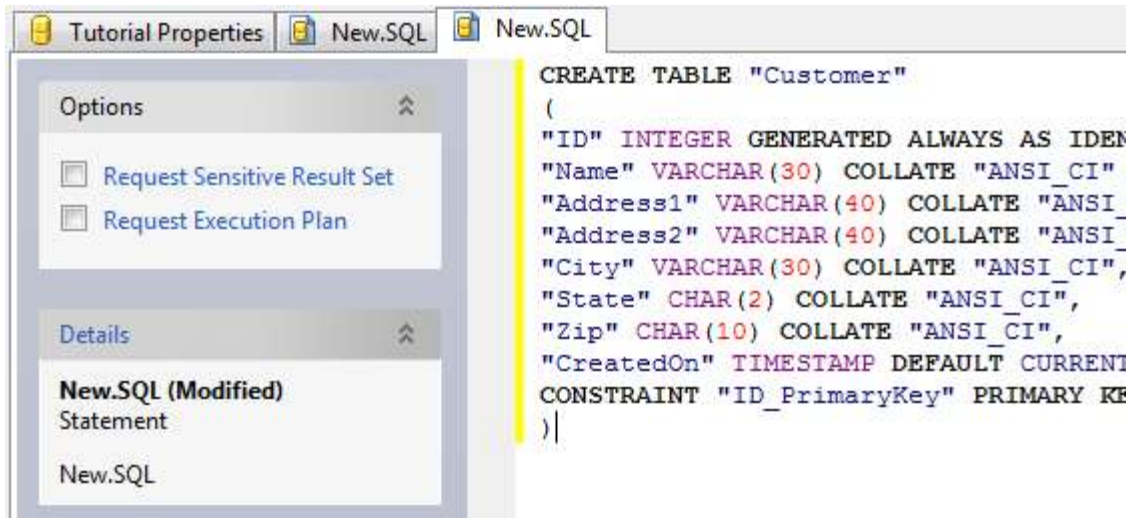 Tutorial Properties
New.SQL
New.SQL
Options
Request Sensitive Result Set
Request Execution Plan
Details
New.SQL (Modified)
Statement
New.SQL
CREATE TABLE "Customer"
(
"ID" INTEGER GENERATED ALWAYS AS IDEN
"Name" VARCHAR(30) COLLATE "ANSI_CI"
"Address1" VARCHAR(40) COLLATE "ANSI_
"Address2" VARCHAR(40) COLLATE "ANSI_
"City" VARCHAR(30) COLLATE "ANSI_CI",
"State" CHAR(2) COLLATE "ANSI_CI",
"Zip" CHAR(10) COLLATE "ANSI_CI",
"CreatedOn" TIMESTAMP DEFAULT CURRENT
CONSTRAINT "ID_PrimaryKey" PRIMARY KE
)